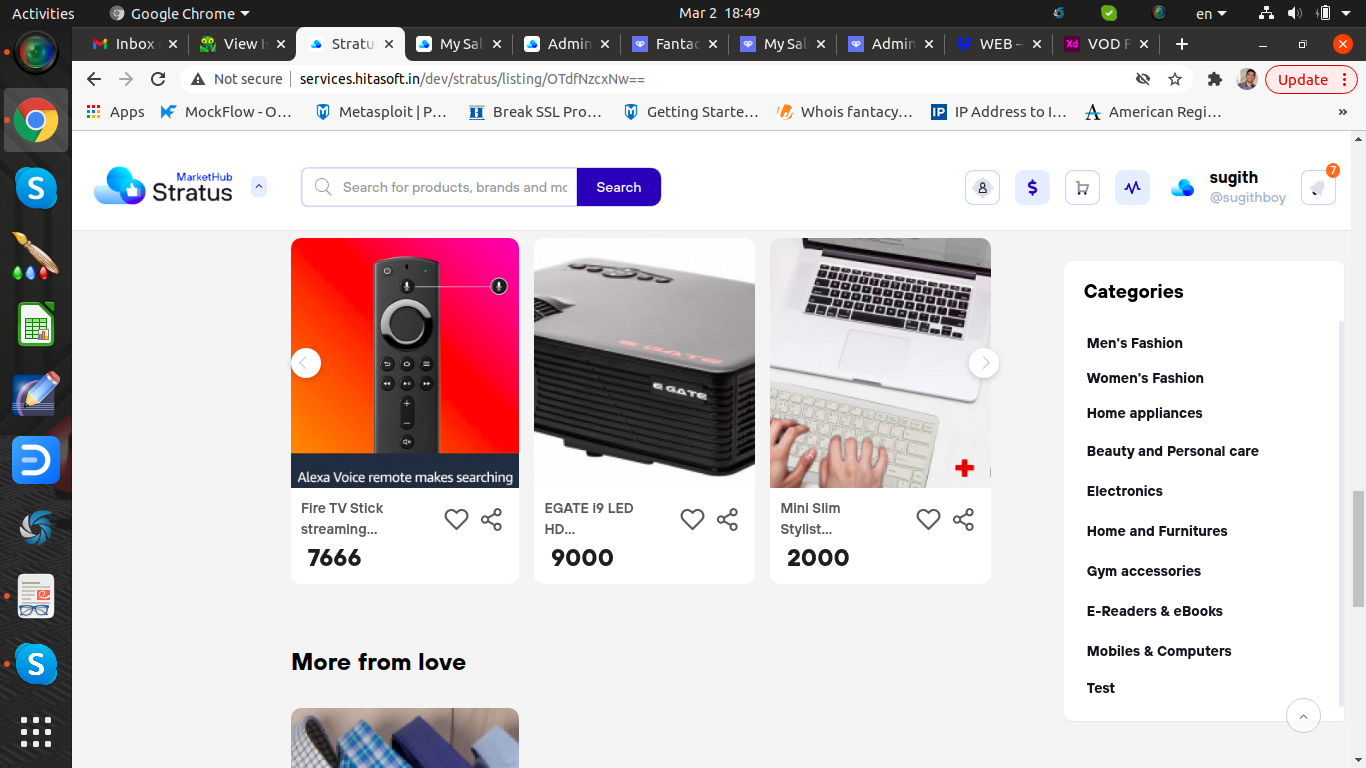 Activities
Google Chrome
Mar 2 18:49
en
Inbox
View Is
Stratu
My Sal
Admin
Fantac
My Sal
Admin
WEB –
VOD F
Not secure
services.hitasoft.in/dev/stratus/listing/OTdfNzcxNw==
Update
Apps
MockFlow - O…
Metasploit | P…
Break SSL Pro…
Getting Starte…
Whois fantacy…
IP Address to I…
American Regi…
»
MarketHub
Stratus
Search for products, brands and mo
Search
$
sugith
@sugithboy
7
E GATE
E GATE
Alexa Voice remote makes searching
Fire TV Stick
streaming...
7666
EGATE i9 LED
HD...
9000
Mini Slim
Stylist...
2000
Categories
Men's Fashion
Women's Fashion
Home appliances
Beauty and Personal care
Electronics
Home and Furnitures
Gym accessories
E-Readers & eBooks
Mobiles & Computers
Test
More from love